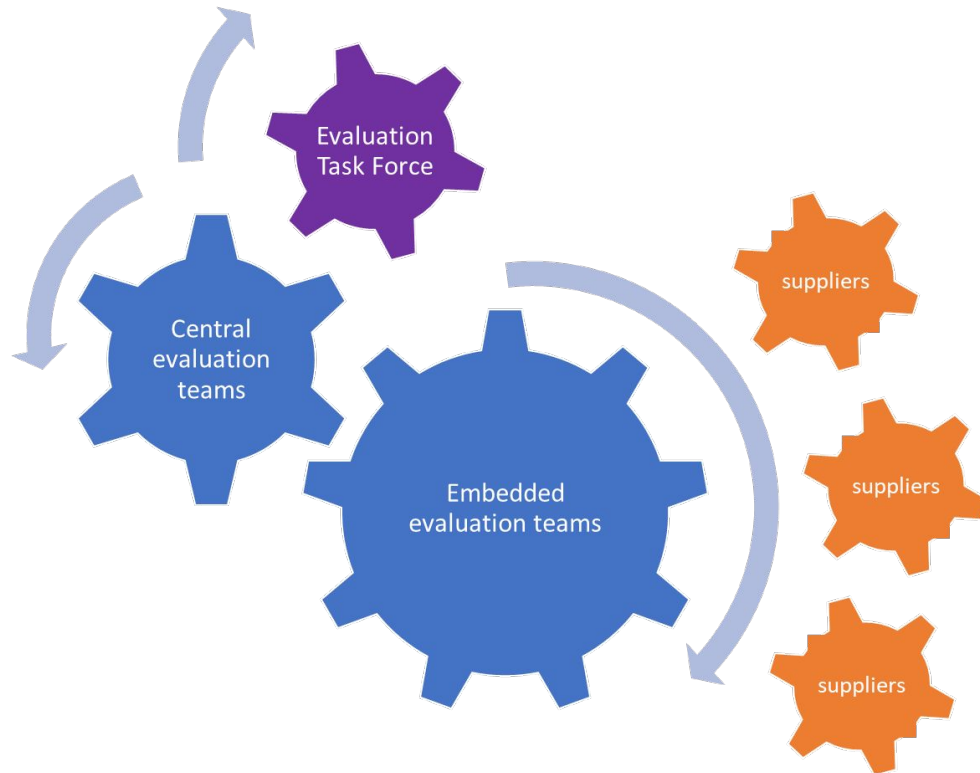 Evaluation
Task Force
Central
evaluation
teams
Embedded
evaluation teams
suppliers
suppliers
suppliers